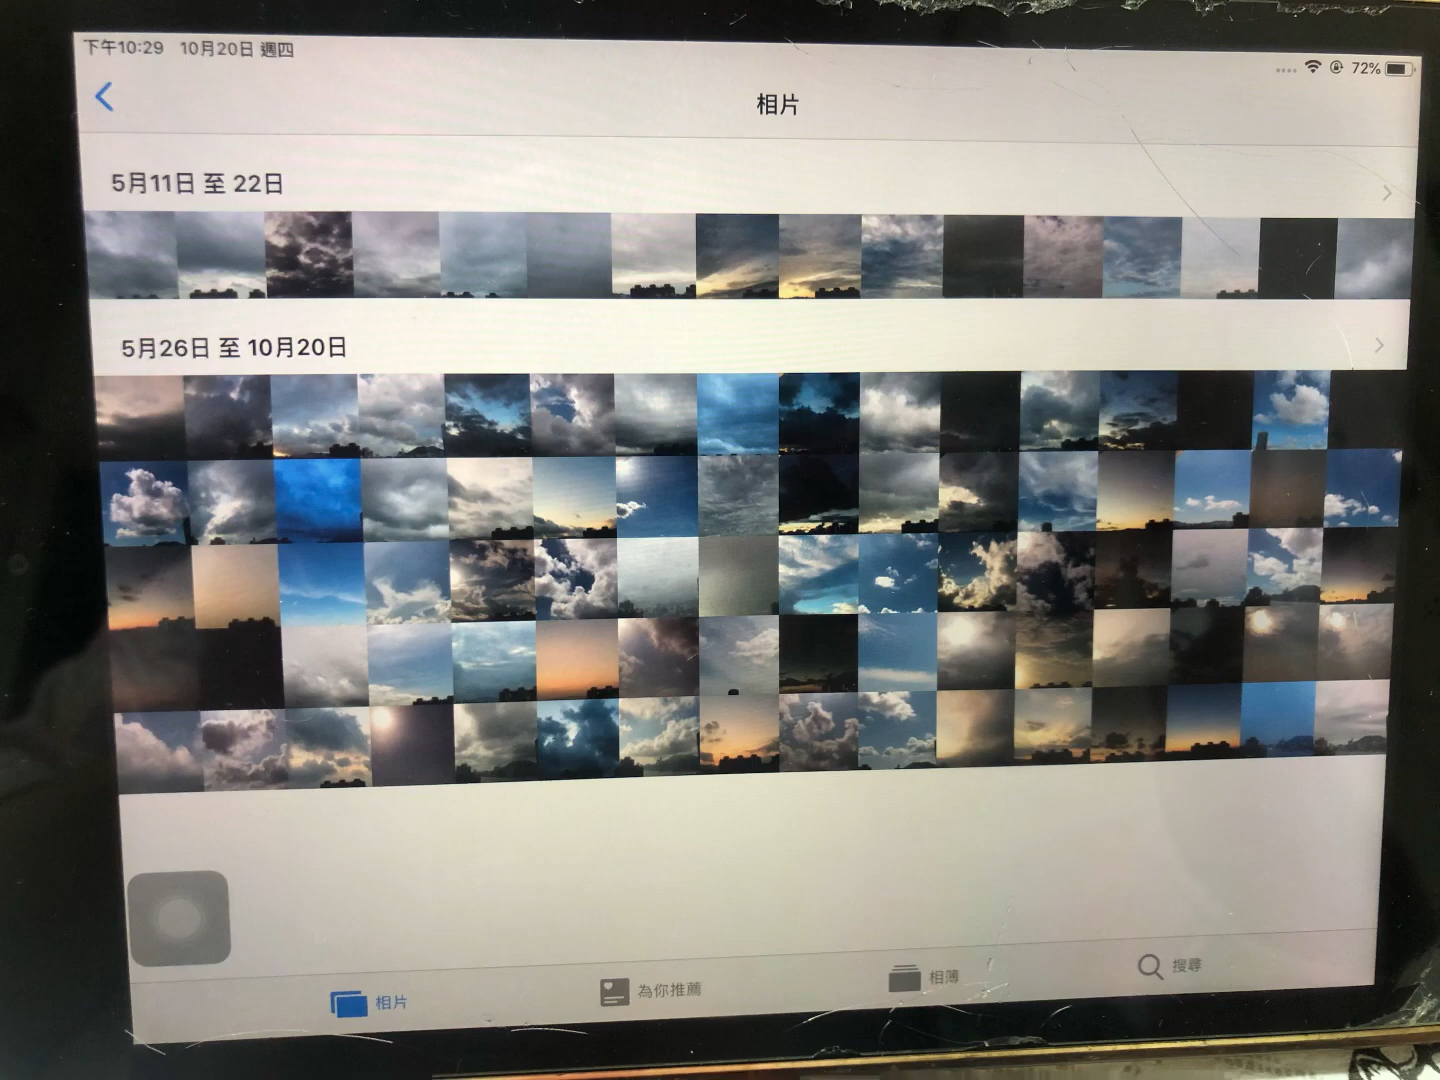 下午10:29 10月20日 週四
72%
相片
5月11日 至 22日
5月26日 至 10月20日
相片
為你推薦
相簿
搜尋